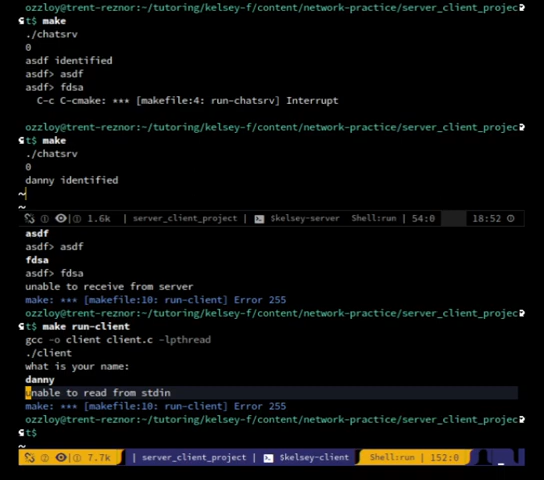 ozzloy@trent-reznor:~/tutoring/kelsey-f/content/network-practice/server_client_projec
t$ make
./chatsrv
0
asdf identified
asdf> asdf
asdf> fdsa
C-c C-cmake: *** [makefile:4: run-chatsrv] Interrupt
ozzloy@trent-reznor:~/tutoring/kelsey-f/content/network-practice/server_client_projec
t$ make
./chatsrv
0
danny identified
~
~
1.6k | server_client_project | $kelsey-server Shell:run | 54:0 18:52
asdf
asdf> asdf
fdsa
asdf> fdsa
unable to receive from server
make: *** [makefile:10: run-client] Error 255
ozzloy@trent-reznor:~/tutoring/kelsey-f/content/network-practice/server_client_projec
t$ make run-client
gcc -o client client.c -lpthread
./client
what is your name:
danny
unable to read from stdin
make: *** [makefile:10: run-client] Error 255
ozzloy@trent-reznor:~/tutoring/kelsey-f/content/network-practice/server_client_projec
t$
~
7.7k | server_client_project | $kelsey-client Shell:run | 152:0